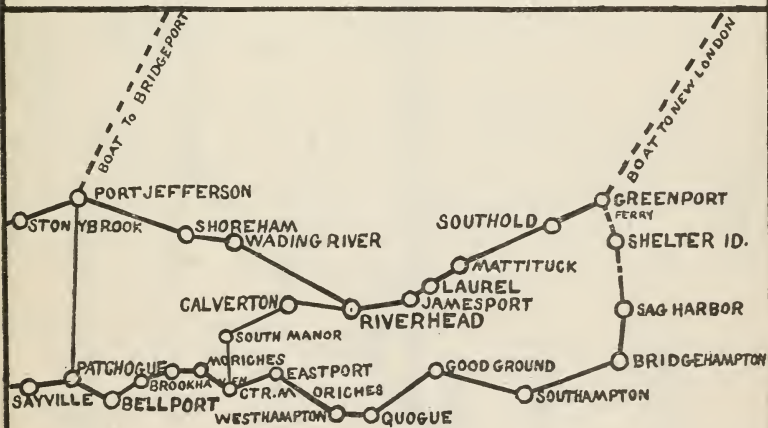 BOAT TO BRIDGEPORT
BOAT TO NEW LONDON
PORT JEFFERSON
GREENPORT
FERRY
STONYBROOK
SHOREHAM
SOUTHOLD
WADING RIVER
SHELTER ID.
MATTITUCK
LAUREL
CALVERTON
JAMESPORT
RIVERHEAD
SAG HARBOR
SOUTH MANOR
PATCHOGUE
MORICHES
EASTPORT
GOOD GROUND
BRIDGEHAMPTON
BROOKHAVEN
SAYVILLE
BELLPORT
CTR. MORICHES
SOUTHAMPTON
WESTHAMPTON
QUOGUE